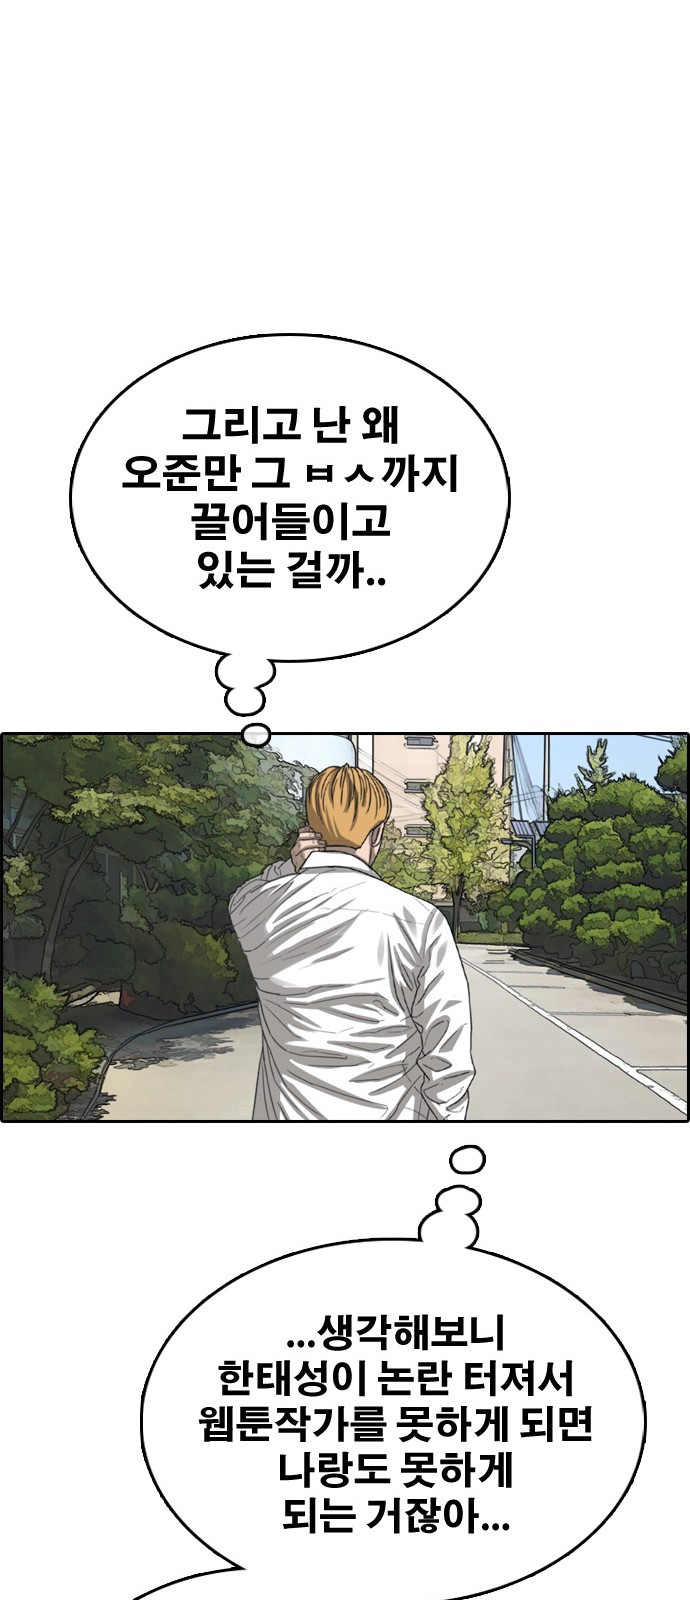 그리고 난 왜
오준만 그 ㅂㅅ까지
끌어들이고
있는 걸까..
...생각해보니
한태성이 논란 터져서
웹툰작가를 못하게 되면
나랑도 못하게
되는 거잖아...